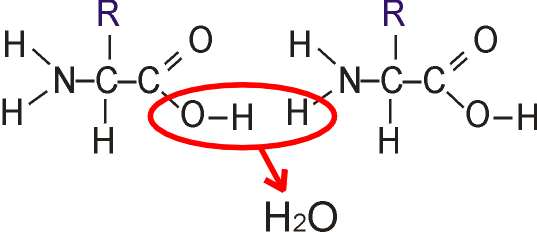 R R
H O H O
H N C C H N C C
O H H O H
H H
H2O